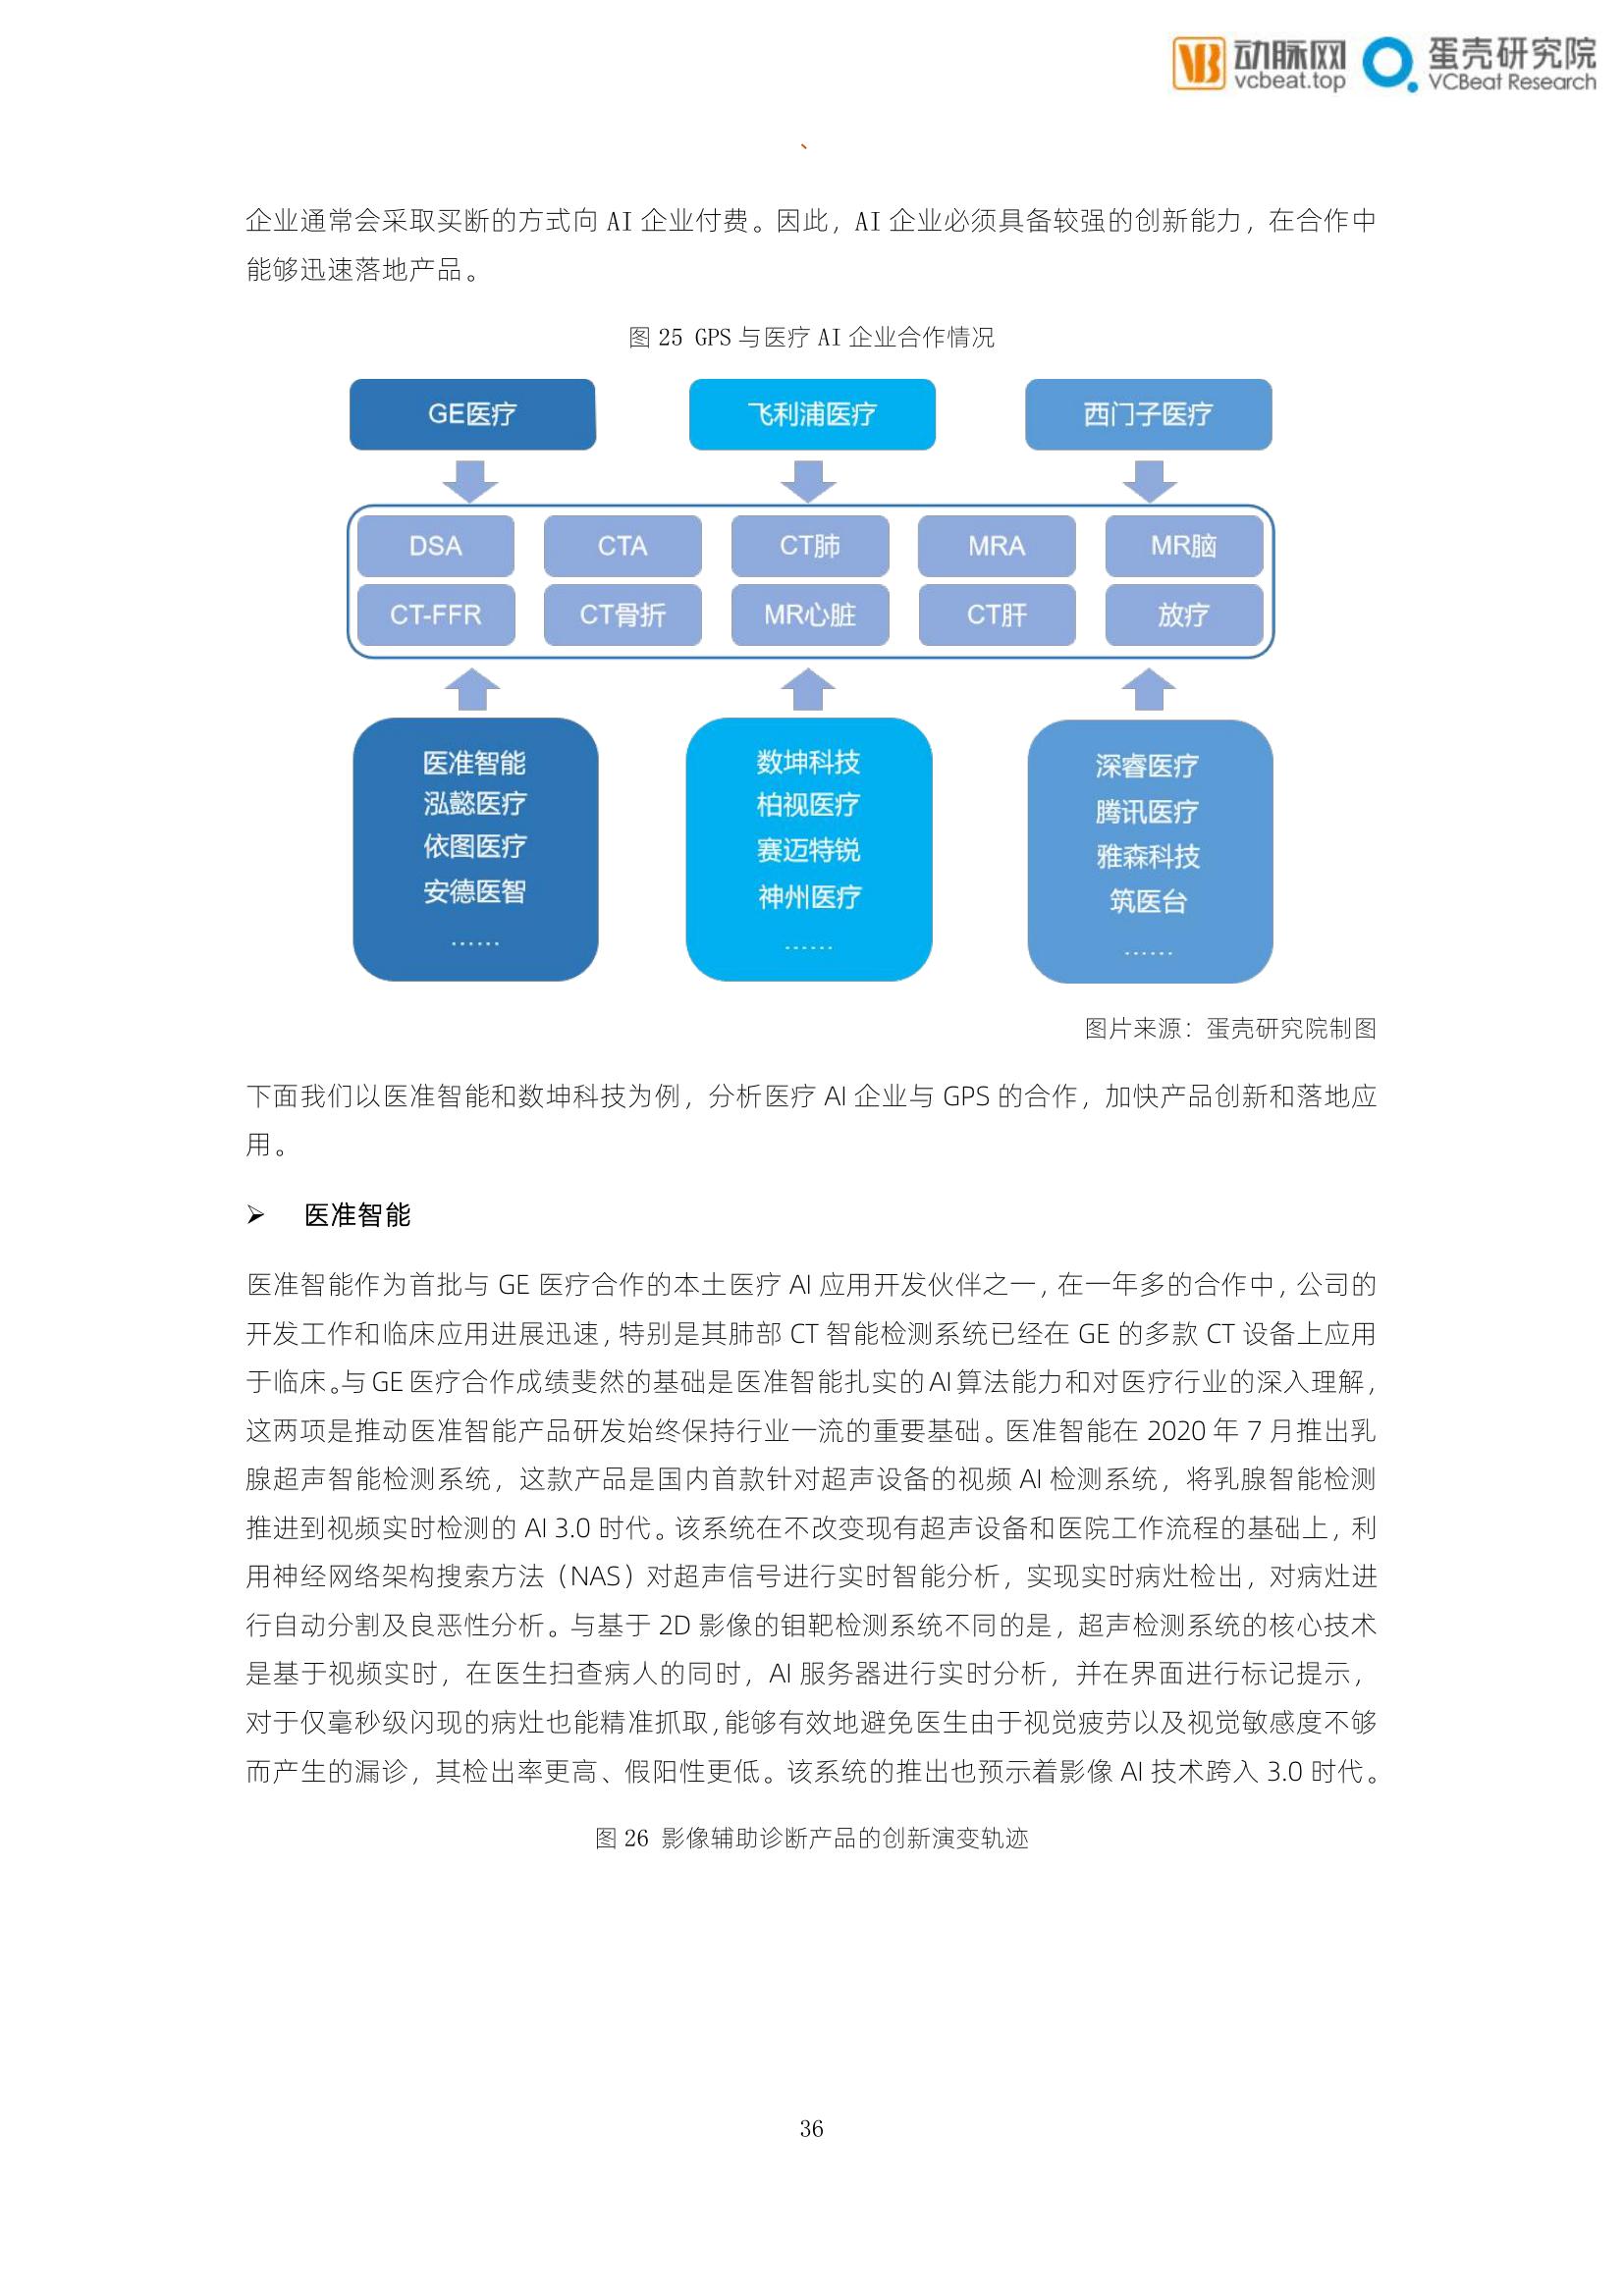 动脉网
vcbeat.top
蛋壳研究院
VCBeat Research
、
企业通常会采取买断的方式向 AI 企业付费。因此，AI 企业必须具备较强的创新能力，在合作中
能够迅速落地产品。
图 25 GPS 与医疗 AI 企业合作情况
GE医疗 飞利浦医疗 西门子医疗
DSA CTA CT肺 MRA MR脑
CT-FFR CT骨折 MR心脏 CT肝 放疗
医准智能
泓懿医疗
依图医疗
安德医智
……
数坤科技
柏视医疗
赛迈特锐
神州医疗
……
深睿医疗
腾讯医疗
雅森科技
筑医台
……
图片来源：蛋壳研究院制图
下面我们以医准智能和数坤科技为例，分析医疗 AI 企业与 GPS 的合作，加快产品创新和落地应
用。
➢ 医准智能
医准智能作为首批与 GE 医疗合作的本土医疗 AI 应用开发伙伴之一，在一年多的合作中，公司的
开发工作和临床应用进展迅速，特别是其肺部 CT 智能检测系统已经在 GE 的多款 CT 设备上应用
于临床。与 GE 医疗合作成绩斐然的基础是医准智能扎实的 AI 算法能力和对医疗行业的深入理解，
这两项是推动医准智能产品研发始终保持行业一流的重要基础。医准智能在 2020 年 7 月推出乳
腺超声智能检测系统，这款产品是国内首款针对超声设备的视频 AI 检测系统，将乳腺智能检测
推进到视频实时检测的 AI 3.0 时代。该系统在不改变现有超声设备和医院工作流程的基础上，利
用神经网络架构搜索方法（NAS）对超声信号进行实时智能分析，实现实时病灶检出，对病灶进
行自动分割及良恶性分析。与基于 2D 影像的钼靶检测系统不同的是，超声检测系统的核心技术
是基于视频实时，在医生扫查病人的同时，AI 服务器进行实时分析，并在界面进行标记提示，
对于仅毫秒级闪现的病灶也能精准抓取，能够有效地避免医生由于视觉疲劳以及视觉敏感度不够
而产生的漏诊，其检出率更高、假阳性更低。该系统的推出也预示着影像 AI 技术跨入 3.0 时代。
图 26 影像辅助诊断产品的创新演变轨迹
36